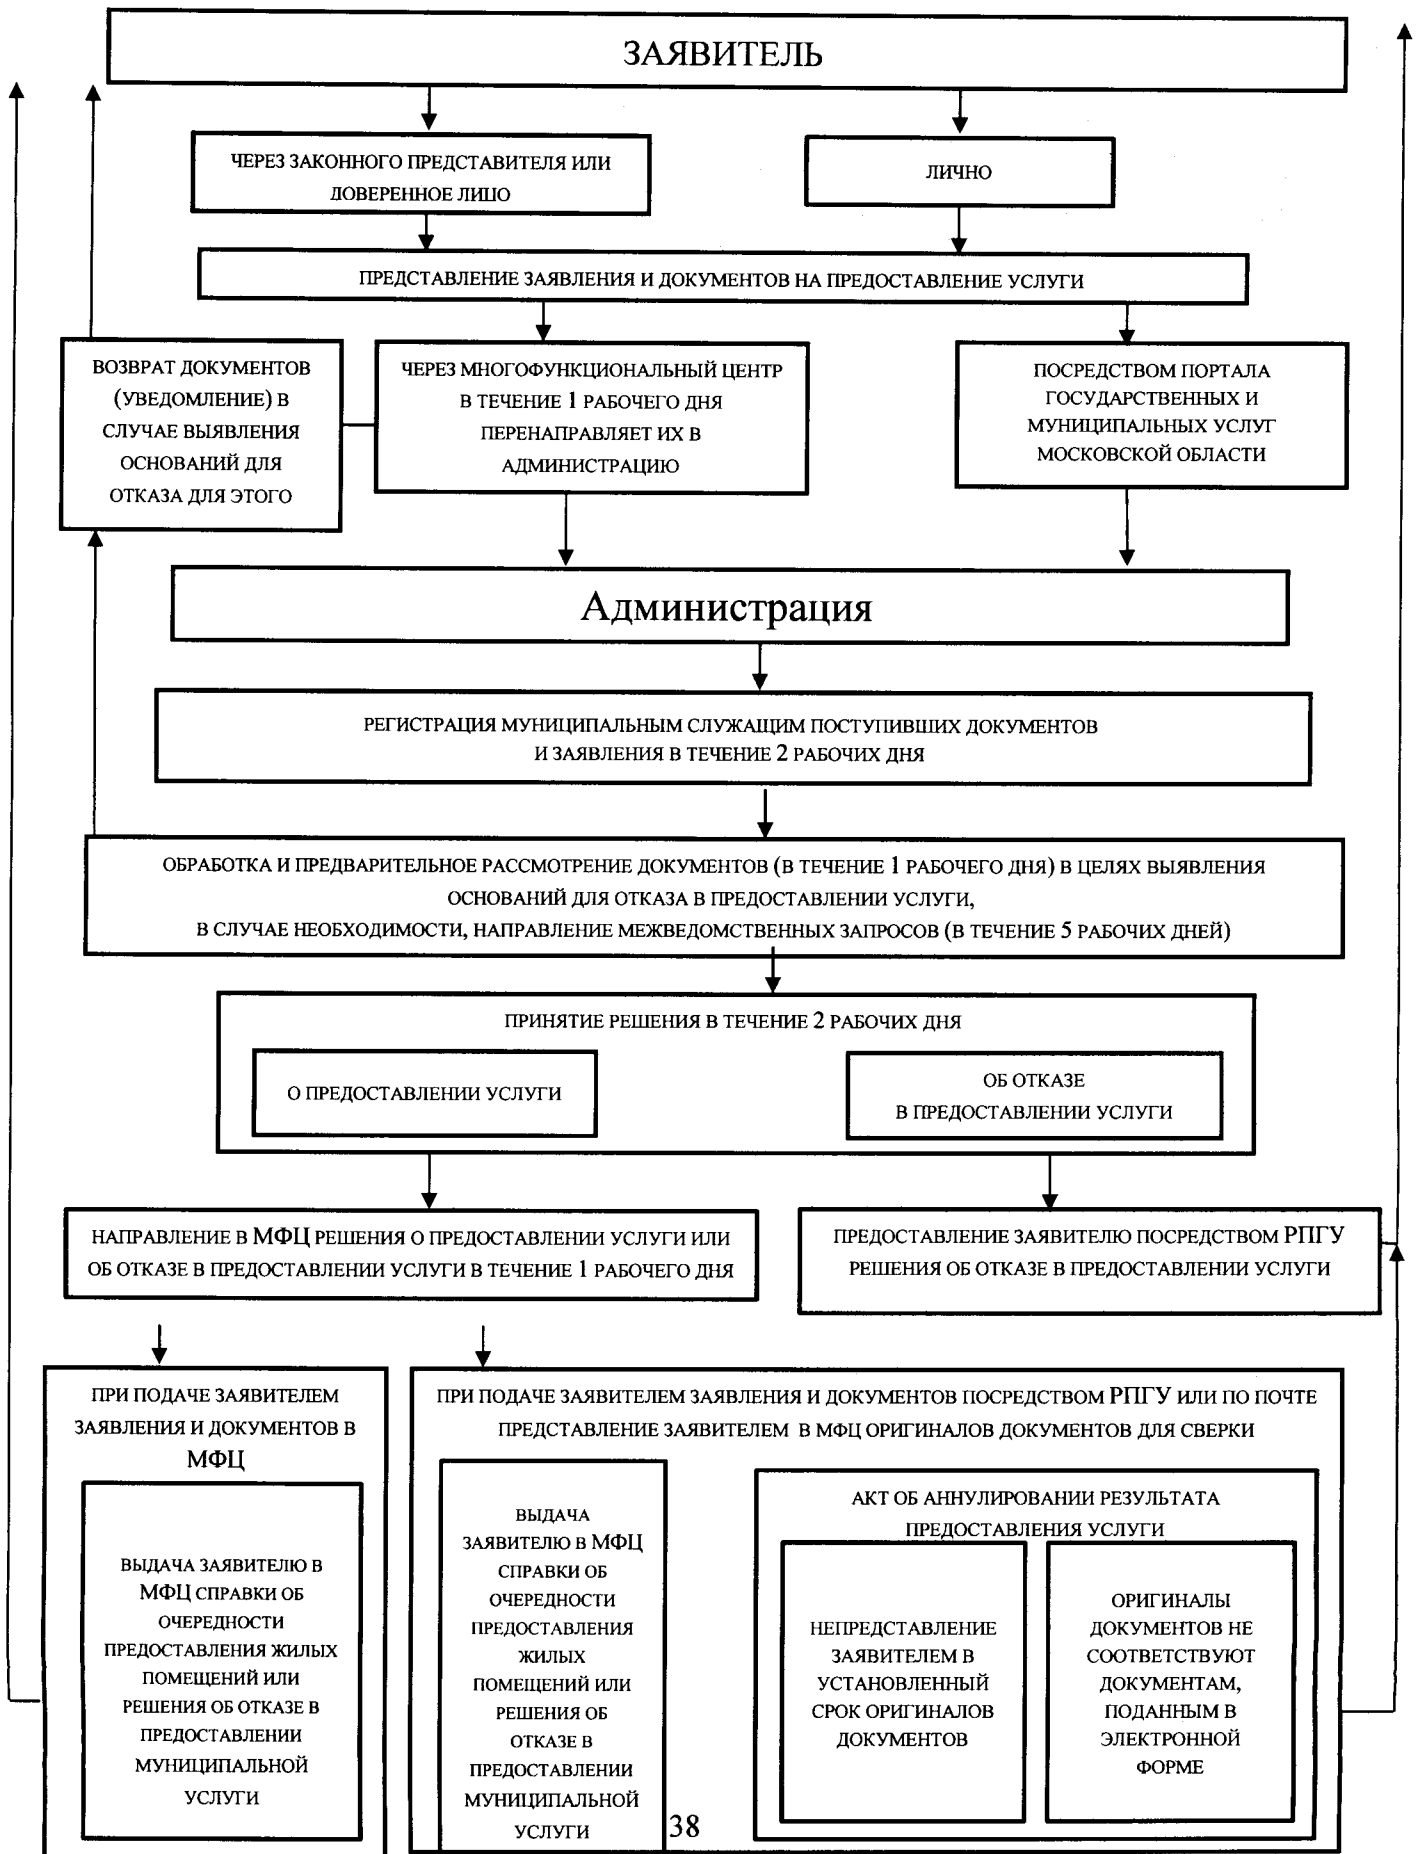 ЗАЯВИТЕЛЬ
ЧЕРЕЗ ЗАКОННОГО ПРЕДСТАВИТЕЛЯ ИЛИ
ДОВЕРЕННОЕ ЛИЦО
ЛИЧНО
ПРЕДСТАВЛЕНИЕ ЗАЯВЛЕНИЯ И ДОКУМЕНТОВ НА ПРЕДОСТАВЛЕНИЕ УСЛУГИ
ВОЗВРАТ ДОКУМЕНТОВ
(УВЕДОМЛЕНИЕ) В
СЛУЧАЕ ВЫЯВЛЕНИЯ
ОСНОВАНИЙ ДЛЯ
ОТКАЗА ДЛЯ ЭТОГО
ЧЕРЕЗ МНОГОФУНКЦИОНАЛЬНЫЙ ЦЕНТР
В ТЕЧЕНИЕ 1 РАБОЧЕГО ДНЯ
ПЕРЕНАПРАВЛЯЕТ ИХ В
АДМИНИСТРАЦИЮ
ПОСРЕДСТВОМ ПОРТАЛА
ГОСУДАРСТВЕННЫХ И
МУНИЦИПАЛЬНЫХ УСЛУГ
МОСКОВСКОЙ ОБЛАСТИ
Администрация
РЕГИСТРАЦИЯ МУНИЦИПАЛЬНЫМ СЛУЖАЩИМ ПОСТУПИВШИХ ДОКУМЕНТОВ
И ЗАЯВЛЕНИЯ В ТЕЧЕНИЕ 2 РАБОЧИХ ДНЯ
ОБРАБОТКА И ПРЕДВАРИТЕЛЬНОЕ РАССМОТРЕНИЕ ДОКУМЕНТОВ (В ТЕЧЕНИЕ 1 РАБОЧЕГО ДНЯ) В ЦЕЛЯХ ВЫЯВЛЕНИЯ
ОСНОВАНИЙ ДЛЯ ОТКАЗА В ПРЕДОСТАВЛЕНИИ УСЛУГИ,
В СЛУЧАЕ НЕОБХОДИМОСТИ, НАПРАВЛЕНИЕ МЕЖВЕДОМСТВЕННЫХ ЗАПРОСОВ (В ТЕЧЕНИЕ 5 РАБОЧИХ ДНЕЙ)
ПРИНЯТИЕ РЕШЕНИЯ В ТЕЧЕНИЕ 2 РАБОЧИХ ДНЯ
О ПРЕДОСТАВЛЕНИИ УСЛУГИ
ОБ ОТКАЗЕ
В ПРЕДОСТАВЛЕНИИ УСЛУГИ
НАПРАВЛЕНИЕ В МФЦ РЕШЕНИЯ О ПРЕДОСТАВЛЕНИИ УСЛУГИ ИЛИ
ОБ ОТКАЗЕ В ПРЕДОСТАВЛЕНИИ УСЛУГИ В ТЕЧЕНИЕ 1 РАБОЧЕГО ДНЯ
ПРЕДОСТАВЛЕНИЕ ЗАЯВИТЕЛЮ ПОСРЕДСТВОМ РПГУ
РЕШЕНИЯ ОБ ОТКАЗЕ В ПРЕДОСТАВЛЕНИИ УСЛУГИ
ПРИ ПОДАЧЕ ЗАЯВИТЕЛЕМ
ЗАЯВЛЕНИЯ И ДОКУМЕНТОВ В
МФЦ
ВЫДАЧА ЗАЯВИТЕЛЮ В
МФЦ СПРАВКИ ОБ
ОЧЕРЕДНОСТИ
ПРЕДОСТАВЛЕНИЯ ЖИЛЫХ
ПОМЕЩЕНИЙ ИЛИ
РЕШЕНИЯ ОБ ОТКАЗЕ В
ПРЕДОСТАВЛЕНИИ
МУНИЦИПАЛЬНОЙ
УСЛУГИ
ПРИ ПОДАЧЕ ЗАЯВИТЕЛЕМ ЗАЯВЛЕНИЯ И ДОКУМЕНТОВ ПОСРЕДСТВОМ РПГУ ИЛИ ПО ПОЧТЕ
ПРЕДСТАВЛЕНИЕ ЗАЯВИТЕЛЕМ В МФЦ ОРИГИНАЛОВ ДОКУМЕНТОВ ДЛЯ СВЕРКИ
ВЫДАЧА
ЗАЯВИТЕЛЮ В МФЦ
СПРАВКИ ОБ
ОЧЕРЕДНОСТИ
ПРЕДОСТАВЛЕНИЯ
ЖИЛЫХ
ПОМЕЩЕНИЙ ИЛИ
РЕШЕНИЯ ОБ
ОТКАЗЕ В
ПРЕДОСТАВЛЕНИИ
МУНИЦИПАЛЬНОЙ
УСЛУГИ
АКТ ОБ АННУЛИРОВАНИИ РЕЗУЛЬТАТА
ПРЕДОСТАВЛЕНИЯ УСЛУГИ
НЕПРЕДСТАВЛЕНИЕ
ЗАЯВИТЕЛЕМ В
УСТАНОВЛЕННЫЙ
СРОК ОРИГИНАЛОВ
ДОКУМЕНТОВ
ОРИГИНАЛЫ
ДОКУМЕНТОВ НЕ
СООТВЕТСТВУЮТ
ДОКУМЕНТАМ,
ПОДАННЫМ В
ЭЛЕКТРОННОЙ
ФОРМЕ
38